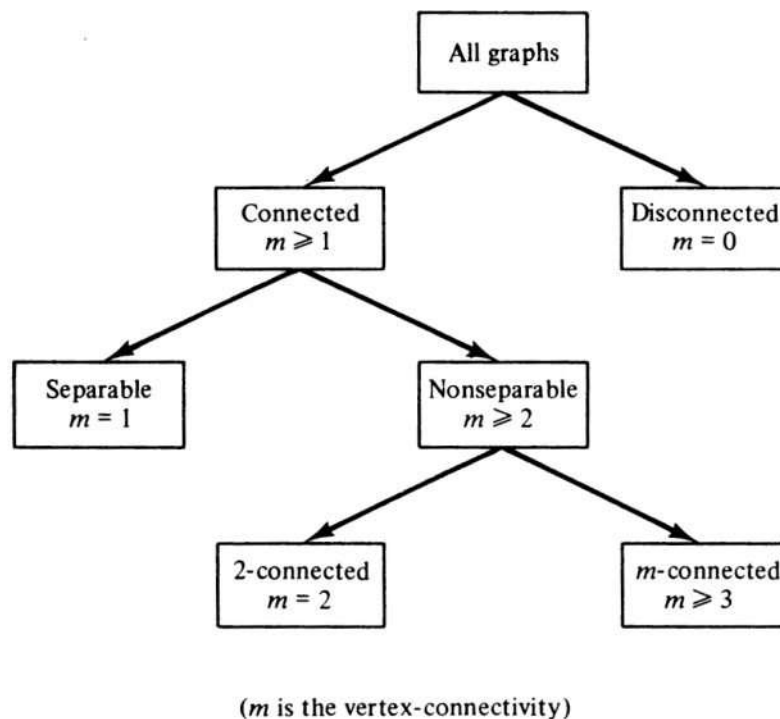 All graphs
Connected
m ⩾ 1
Disconnected
m = 0
Separable
m = 1
Nonseparable
m ⩾ 2
2-connected
m = 2
m-connected
m ⩾ 3
(m is the vertex-connectivity)